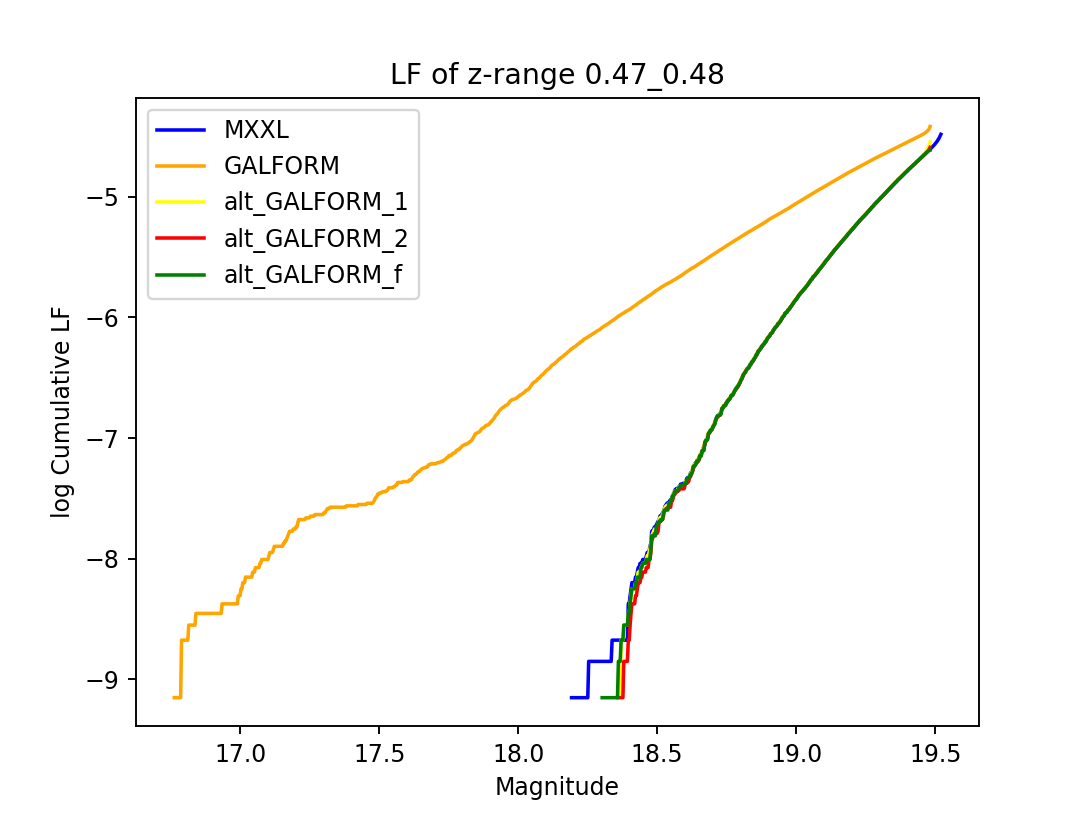 LF of z-range 0.47_0.48
MXXL
GALFORM
alt_GALFORM_1
alt_GALFORM_2
alt_GALFORM_f
log Cumulative LF
−5
−6
−7
−8
−9
17.0 17.5 18.0 18.5 19.0 19.5
Magnitude